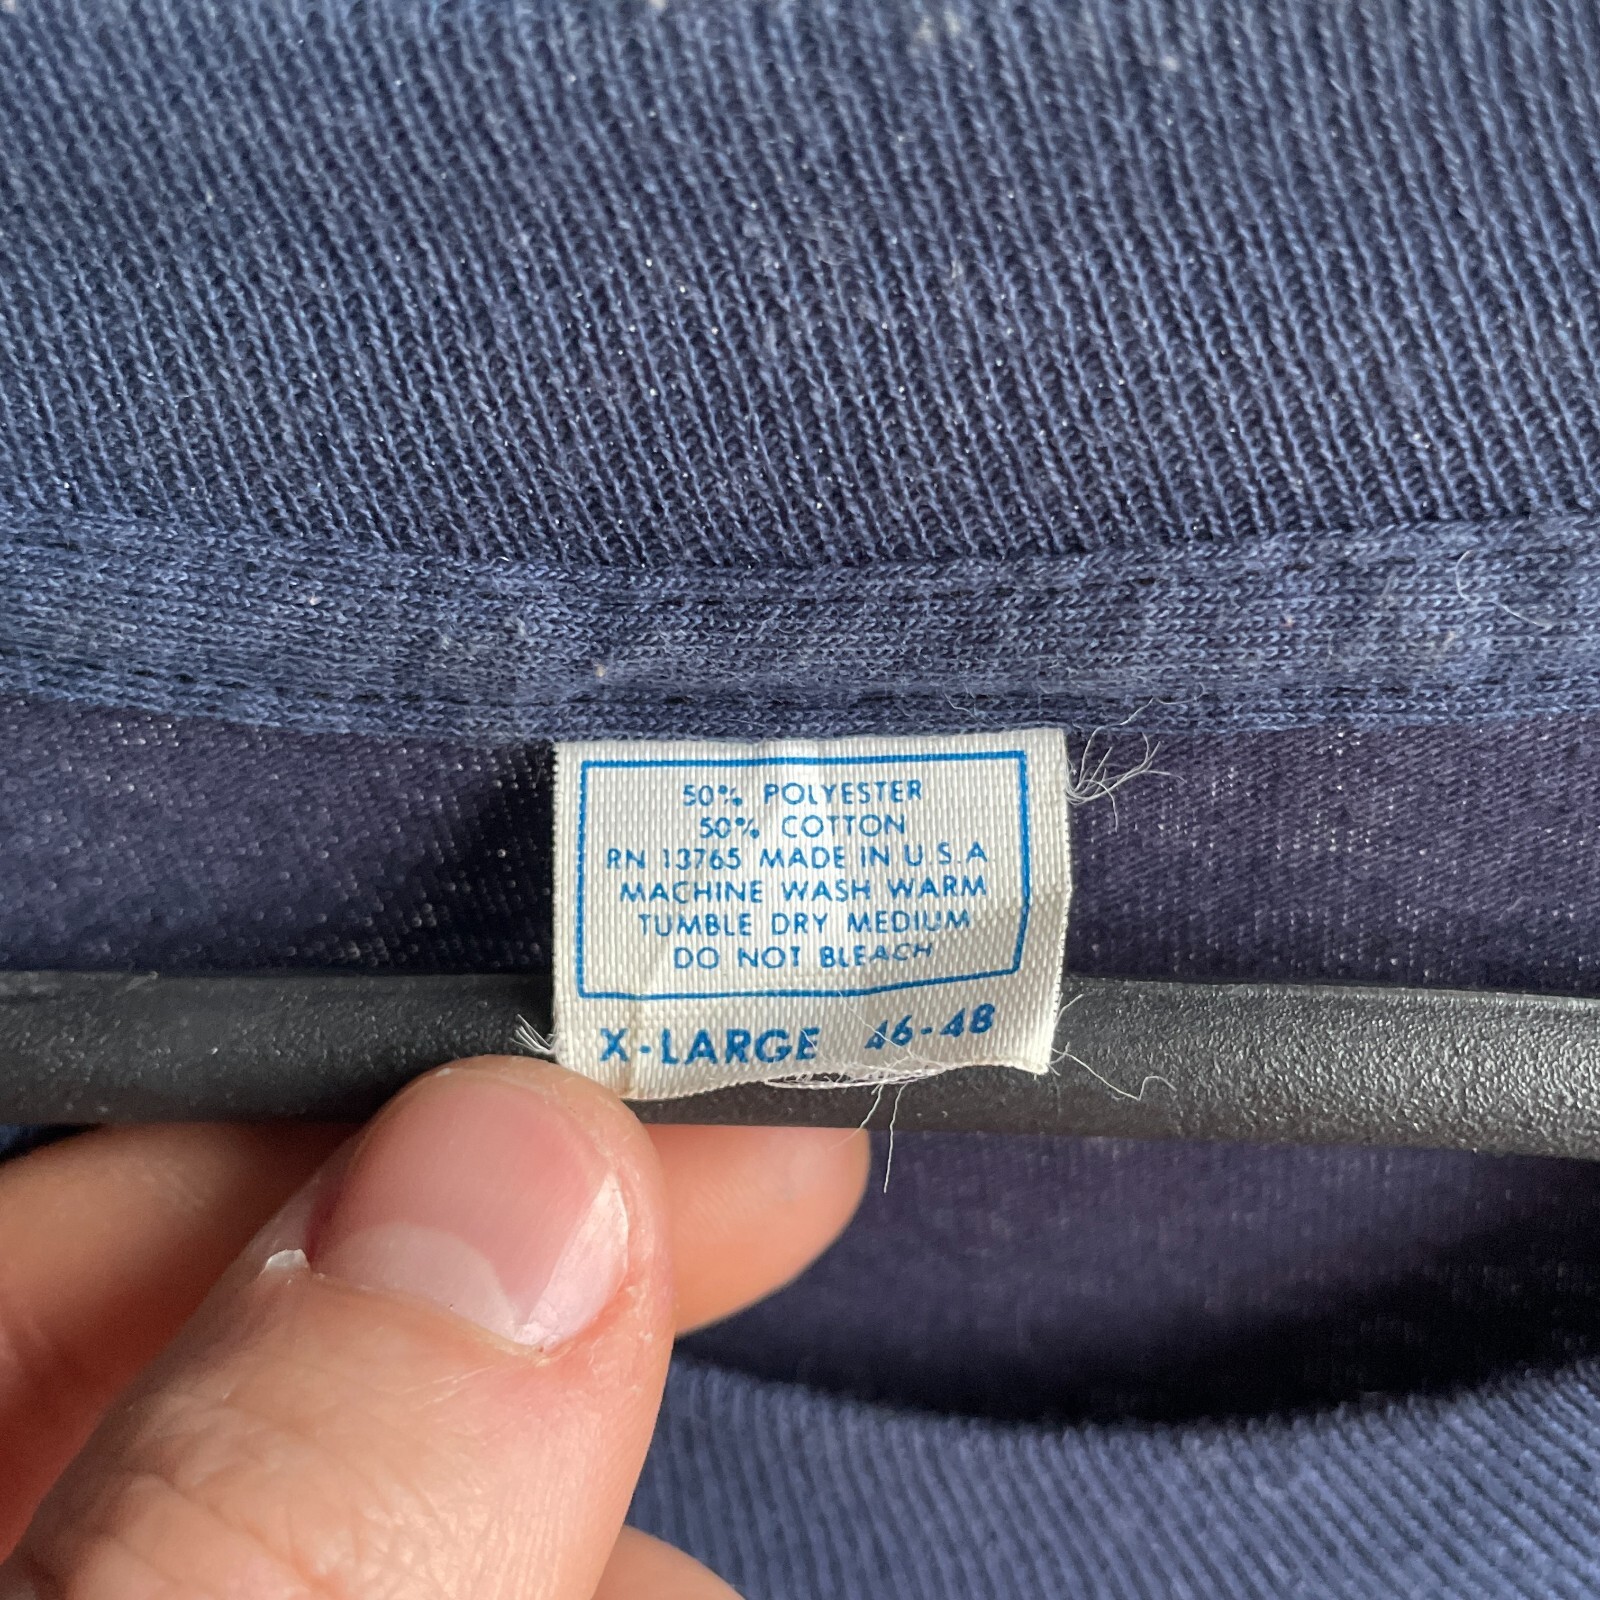 50% POLYESTER
50% COTTON
RN 13765 MADE IN U.S.A
MACHINE WASH WARM
TUMBLE DRY MEDIUM
DO NOT BLEACH
X-LARGE 46-48